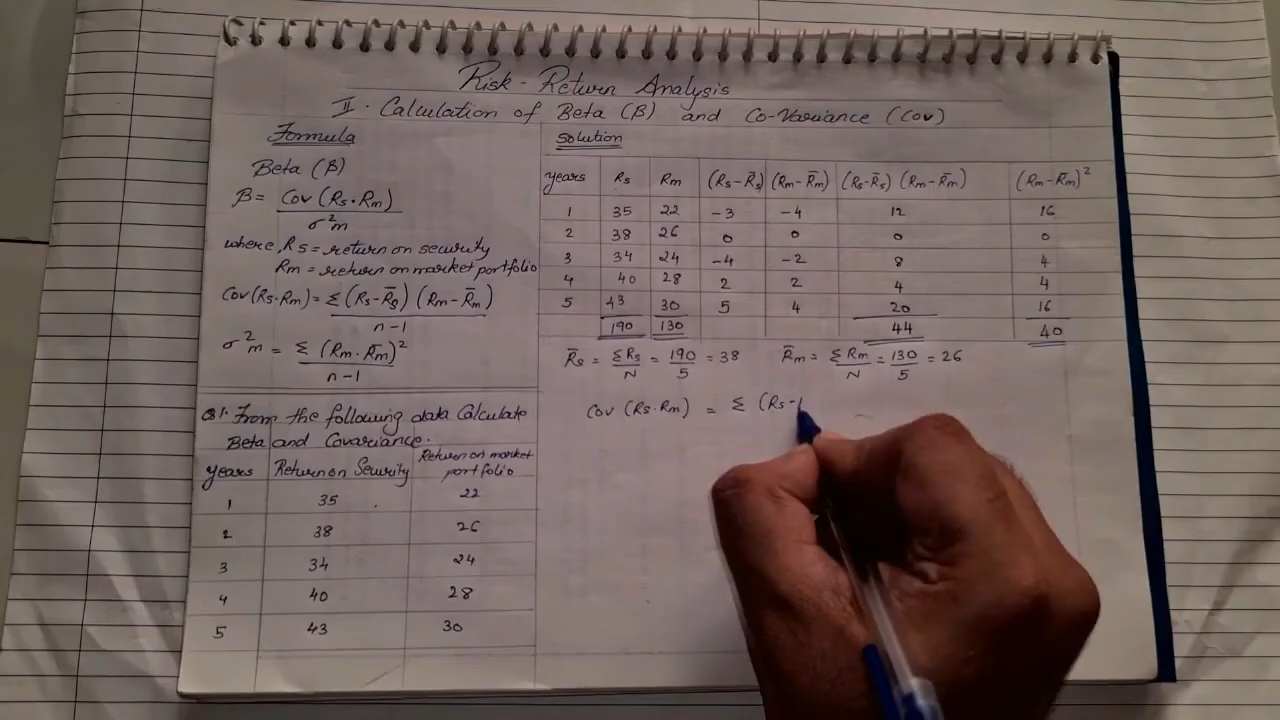 Risk-Return Analysis
II. Calculation of Beta (β) and Co-Variance (Cov)
Formula
Beta (β)
β = Cov (Rs·Rm)
σ²m
where, Rs = return on security
Rm = return on market portfolio
Cov(Rs·Rm) = Σ (Rs-R̄s) (Rm-R̄m)
n-1
σ²m = Σ (Rm-R̄m)²
n-1
Q1. From the following data Calculate
Beta and Covariance.
years Return on Security Return on market portfolio
1 35 22
2 38 26
3 34 24
4 40 28
5 43 30
Solution
years Rs Rm (Rs-R̄s) (Rm-R̄m) (Rs-R̄s) (Rm-R̄m) (Rm-R̄m)²
1 35 22 -3 -4 12 16
2 38 26 0 0 0 0
3 34 24 -4 -2 8 4
4 40 28 2 2 4 4
5 43 30 5 4 20 16
190 130 44 40
R̄s = ΣRs/N = 190/5 = 38 R̄m = ΣRm/N = 130/5 = 26
Cov (Rs·Rm) = Σ (Rs-